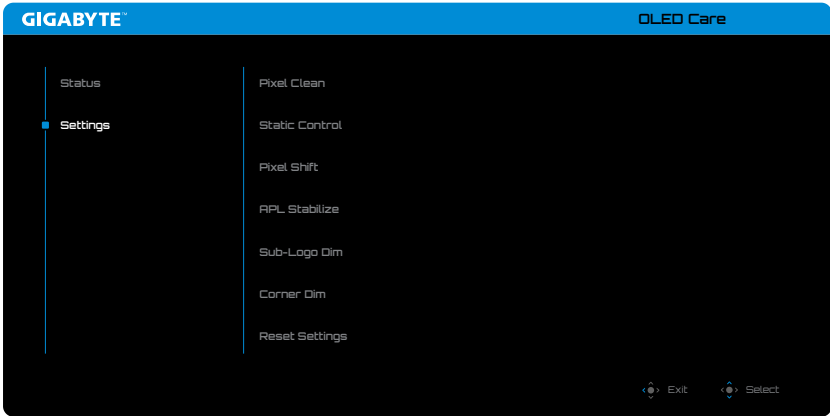 GIGABYTE™
OLED Care
Status
Settings
Pixel Clean
Static Control
Pixel Shift
APL Stabilize
Sub-Logo Dim
Corner Dim
Reset Settings
Exit
Select